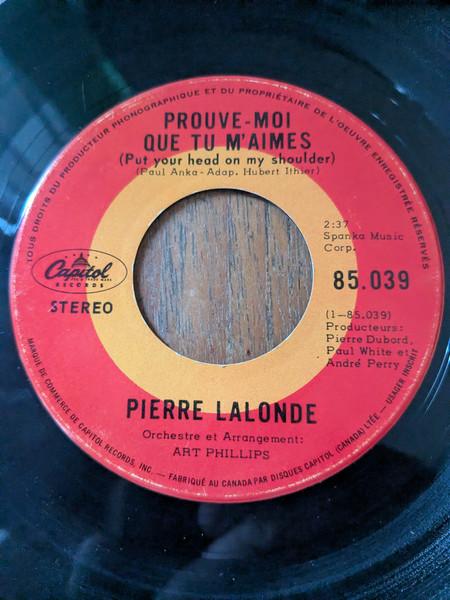 TOUS DROITS DU PRODUCTEUR PHONOGRAPHIQUE ET DU PROPRIÉTAIRE DE L'OEUVRE ENREGISTRÉE RÉSERVÉS
PROUVE-MOI
QUE TU M'AIMES
(Put your head on my shoulder)
(Paul Anka-Adap. Hubert Ithier)
2:37
Spanka Music
Corp.
Capitol
RECORDS
STEREO
85.039
(1-85.039)
Producteurs:
Pierre Dubord,
Paul White et
André Perry
PIERRE LALONDE
Orchestre et Arrangement:
ART PHILLIPS
MARQUE DE COMMERCE DE CAPITOL RECORDS, INC. — FABRIQUÉ AU CANADA PAR DISQUES CAPITOL (CANADA) LTÉE — USAGER INSCRIT